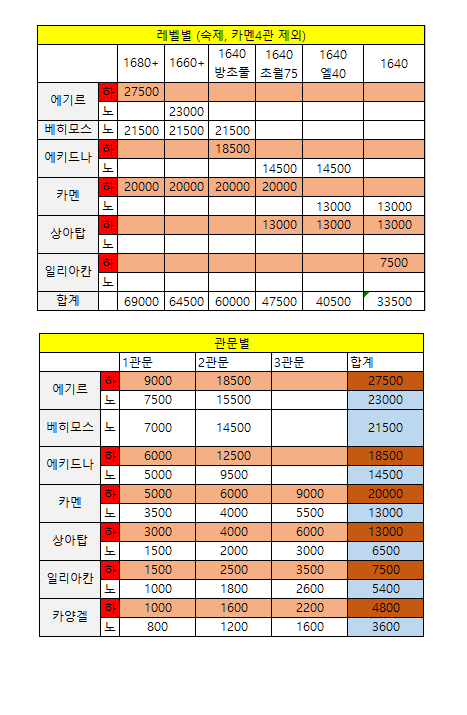 레벨별 (숙제, 카멘4관 제외)
1680+ 1660+ 1640 방초풀 1640 초월75 1640 엘40 1640
에기르 하 27500
노 23000
베히모스 노 21500 21500 21500
에키드나 하 18500
노 14500 14500
카멘 하 20000 20000 20000 20000
노 13000 13000
상아탑 하 13000 13000 13000
노
일리아칸 하 7500
노
합계 69000 64500 60000 47500 40500 33500
관문별
1관문 2관문 3관문 합계
에기르 하 9000 18500 27500
노 7500 15500 23000
베히모스 노 7000 14500 21500
에키드나 하 6000 12500 18500
노 5000 9500 14500
카멘 하 5000 6000 9000 20000
노 3500 4000 5500 13000
상아탑 하 3000 4000 6000 13000
노 1500 2000 3000 6500
일리아칸 하 1500 2500 3500 7500
노 1000 1800 2600 5400
카양겔 하 1000 1600 2200 4800
노 800 1200 1600 3600